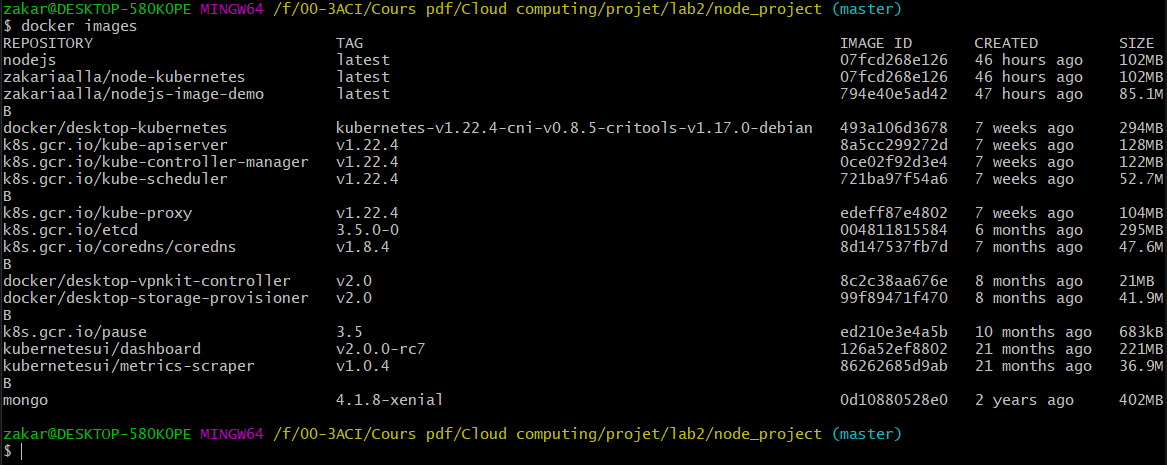 zakar@DESKTOP-580K0PE MINGW64 /f/00-3ACI/Cours pdf/Cloud computing/projet/lab2/node_project (master)
$ docker images
REPOSITORY TAG IMAGE ID CREATED SIZE
nodejs latest 07fcd268e126 46 hours ago 102MB
zakariaalla/node-kubernetes latest 07fcd268e126 46 hours ago 102MB
zakariaalla/nodejs-image-demo latest 794e40e5ad42 47 hours ago 85.1M
B
docker/desktop-kubernetes kubernetes-v1.22.4-cni-v0.8.5-critools-v1.17.0-debian 493a106d3678 7 weeks ago 294MB
k8s.gcr.io/kube-apiserver v1.22.4 8a5cc299272d 7 weeks ago 128MB
k8s.gcr.io/kube-controller-manager v1.22.4 0ce02f92d3e4 7 weeks ago 122MB
k8s.gcr.io/kube-scheduler v1.22.4 721ba97f54a6 7 weeks ago 52.7M
B
k8s.gcr.io/kube-proxy v1.22.4 edeff87e4802 7 weeks ago 104MB
k8s.gcr.io/etcd 3.5.0-0 004811815584 6 months ago 295MB
k8s.gcr.io/coredns/coredns v1.8.4 8d147537fb7d 7 months ago 47.6M
B
docker/desktop-vpnkit-controller v2.0 8c2c38aa676e 8 months ago 21MB
docker/desktop-storage-provisioner v2.0 99f89471f470 8 months ago 41.9M
B
k8s.gcr.io/pause 3.5 ed210e3e4a5b 10 months ago 683kB
kubernetesui/dashboard v2.0.0-rc7 126a52ef8802 21 months ago 221MB
kubernetesui/metrics-scraper v1.0.4 86262685d9ab 21 months ago 36.9M
B
mongo 4.1.8-xenial 0d10880528e0 2 years ago 402MB
zakar@DESKTOP-580K0PE MINGW64 /f/00-3ACI/Cours pdf/Cloud computing/projet/lab2/node_project (master)
$